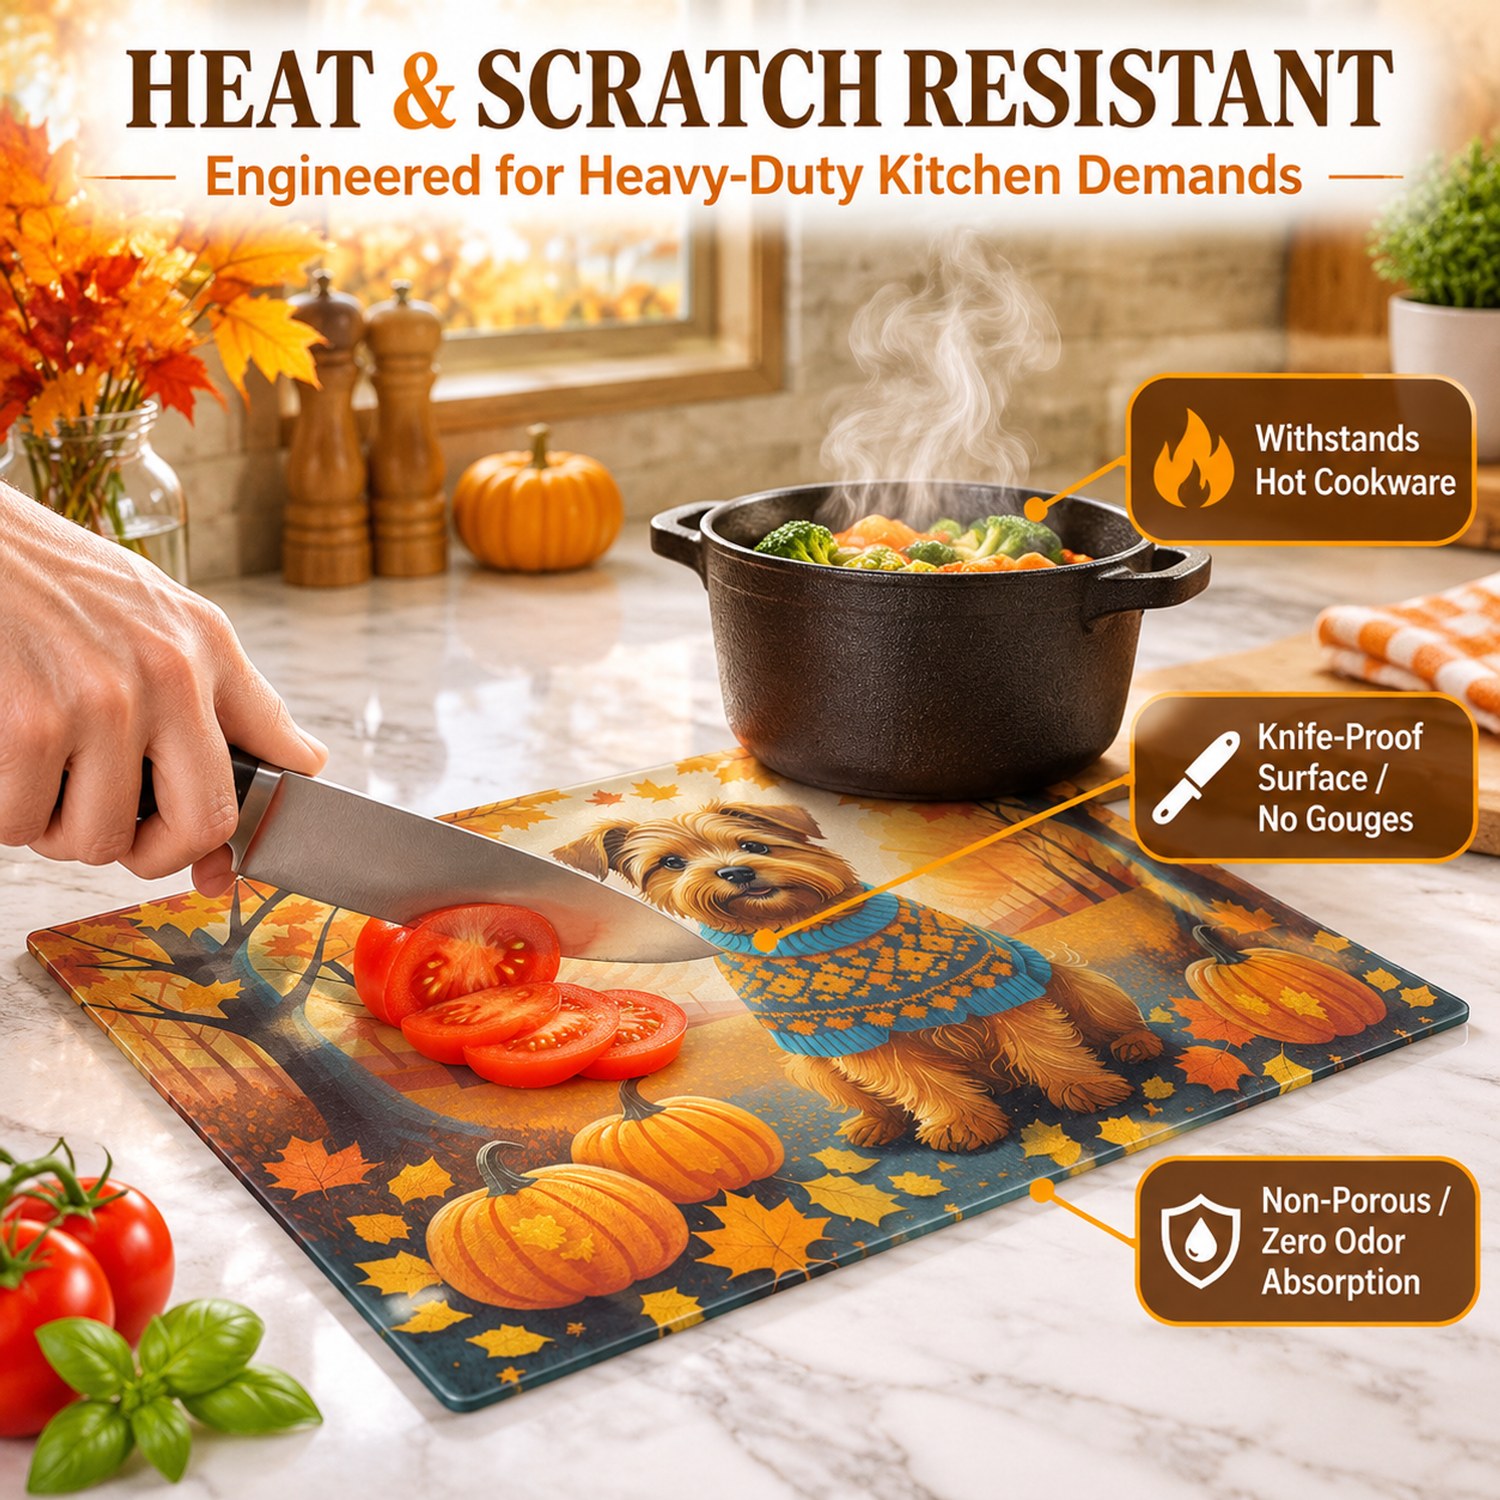 HEAT & SCRATCH RESISTANT
Engineered for Heavy-Duty Kitchen Demands
Withstands
Hot Cookware
Knife-Proof
Surface /
No Gouges
Non-Porous /
Zero Odor
Absorption